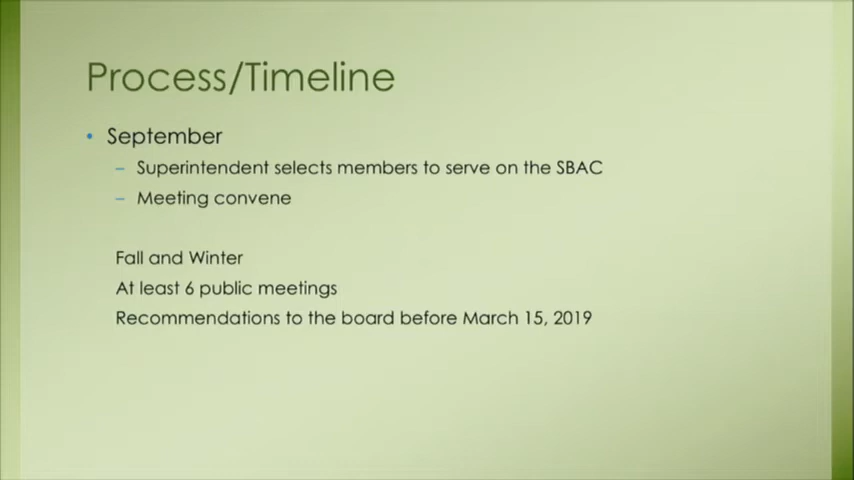 Process/Timeline
• September
– Superintendent selects members to serve on the SBAC
– Meeting convene
Fall and Winter
At least 6 public meetings
Recommendations to the board before March 15, 2019